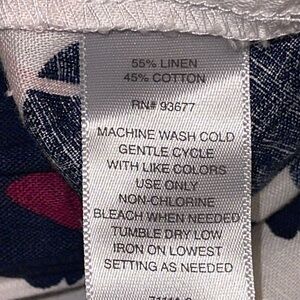 55% LINEN
45% COTTON
RN# 93677
MACHINE WASH COLD
GENTLE CYCLE
WITH LIKE COLORS
USE ONLY
NON-CHLORINE
BLEACH WHEN NEEDED
TUMBLE DRY LOW
IRON ON LOWEST
SETTING AS NEEDED